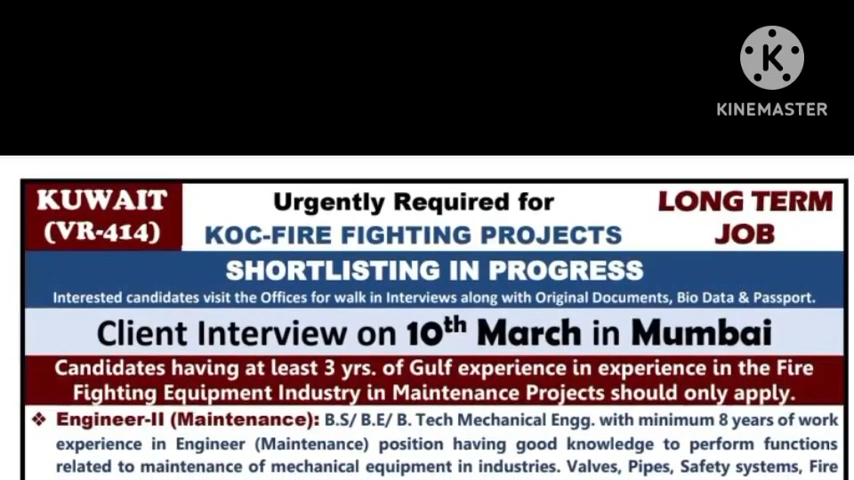 KINEMASTER
KUWAIT
(VR-414)
Urgently Required for
KOC-FIRE FIGHTING PROJECTS
LONG TERM
JOB
SHORTLISTING IN PROGRESS
Interested candidates visit the Offices for walk in Interviews along with Original Documents, Bio Data & Passport.
Client Interview on 10th March in Mumbai
Candidates having at least 3 yrs. of Gulf experience in experience in the Fire
Fighting Equipment Industry in Maintenance Projects should only apply.
❖ Engineer-II (Maintenance): B.S/ B.E/ B. Tech Mechanical Engg. with minimum 8 years of work
experience in Engineer (Maintenance) position having good knowledge to perform functions
related to maintenance of mechanical equipment in industries. Valves, Pipes, Safety systems, Fire